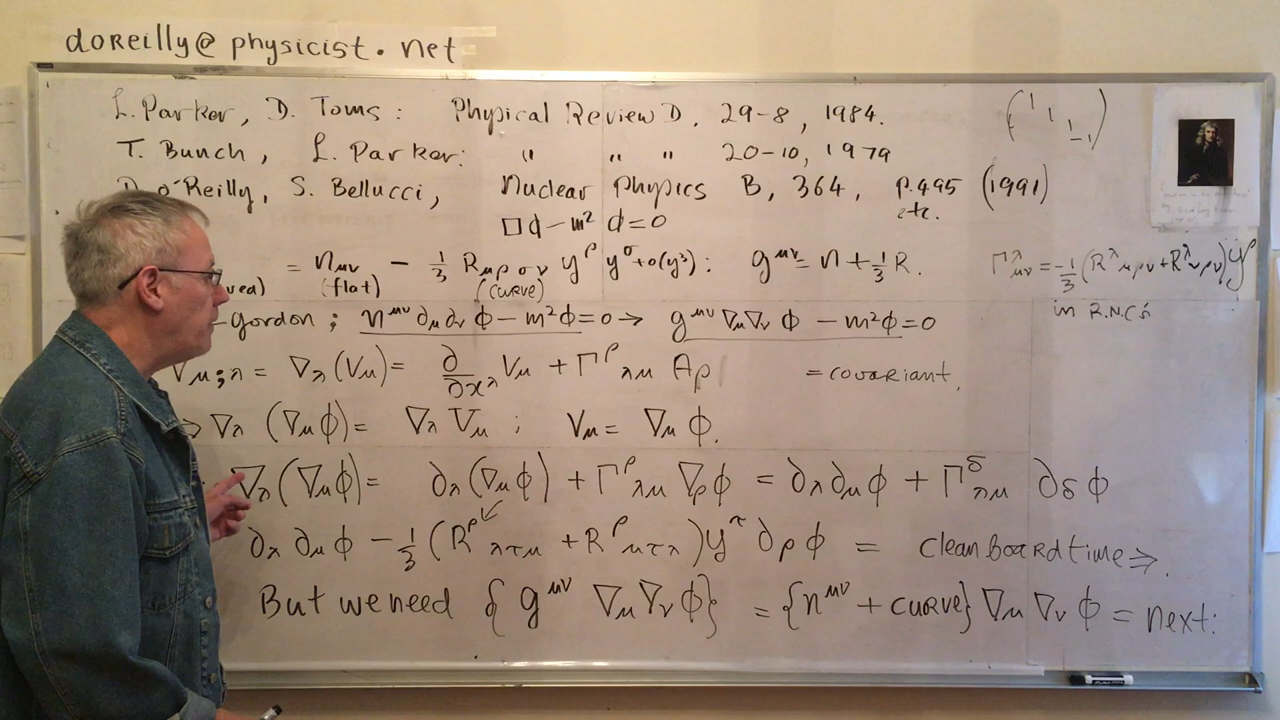 doReilly@physicist.net
L. Parker, D. Toms: Physical Review D, 29-8, 1984.
T. Bunch, L. Parker: " " " 20-10, 1979
D. O'Reilly, S. Bellucci, Nuclear Physics B, 364, p.495 (1991)
etc.
□ϕ - m² ϕ = 0
= η_μν - 1/3 R_μρσν y^ρ y^σ + o(y³): g^μν = η + 1/3 R. Γ^λ_μν = -1/3 (R^λ_μρν + R^λ_νρν) y^ρ
(flat) (curve)
in R.N.C's
-gordon; η^μν ∂_μ ∂_ν ϕ - m²ϕ = 0 → g^μν ∇_μ ∇_ν ϕ - m²ϕ = 0
V_μ;λ = ∇_λ (V_μ) = ∂/∂x^λ V_μ + Γ^ρ_λμ A_ρ = covariant.
⇒ ∇_λ (∇_μ ϕ) = ∇_λ V_μ ; V_μ = ∇_μ ϕ.
∇_λ (∇_μ ϕ) = ∂_λ (∇_μ ϕ) + Γ^ρ_λμ ∇_ρ ϕ = ∂_λ ∂_μ ϕ + Γ^δ_λμ ∂_δ ϕ
∂_λ ∂_μ ϕ - 1/3 (R^ρ_λτμ + R^ρ_μτλ) y^τ ∂_ρ ϕ = clean board time ⇒.
But we need {g^μν ∇_μ ∇_ν ϕ} = {η^μν + curve} ∇_μ ∇_ν ϕ = next: